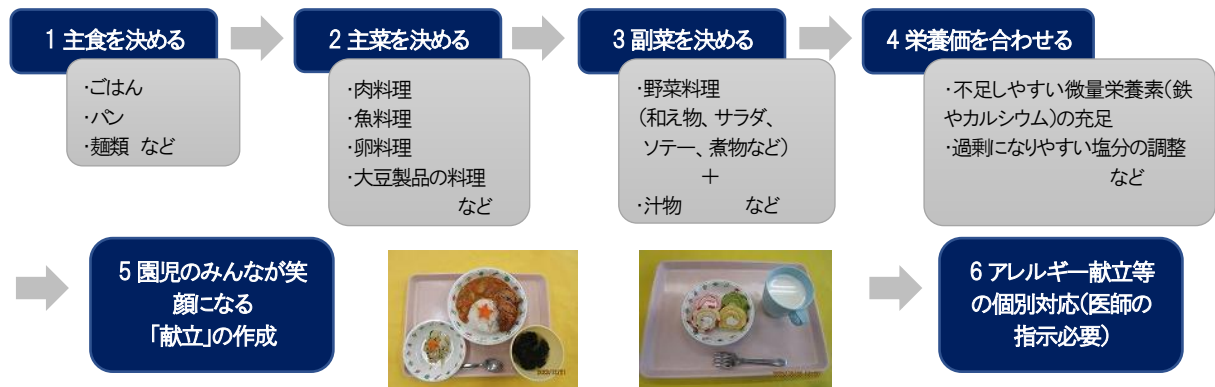 1 主食を決める
・ごはん
・パン
・麺類 など
2 主菜を決める
・肉料理
・魚料理
・卵料理
・大豆製品の料理
など
3 副菜を決める
・野菜料理
(和え物、サラダ、
ソテー、煮物など)
＋
・汁物 など
4 栄養価を合わせる
・不足しやすい微量栄養素(鉄
やカルシウム)の充足
・過剰になりやすい塩分の調整
など
5 園児のみんなが笑
顔になる
「献立」の作成
6 アレルギー献立等
の個別対応(医師の
指示必要)